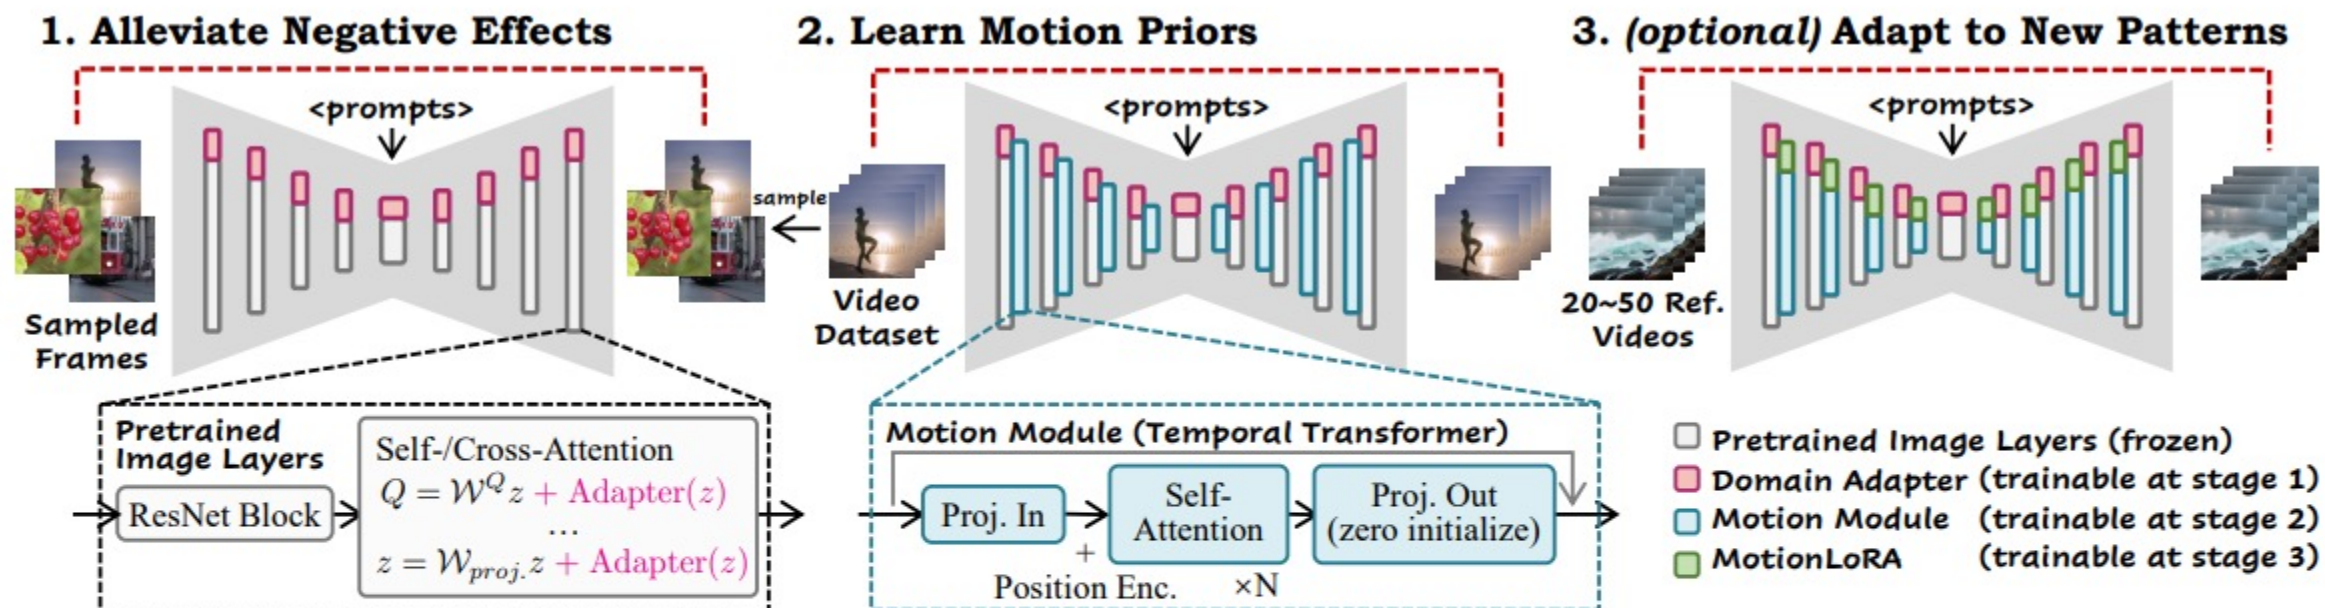 1. Alleviate Negative Effects
<prompts>
Sampled
Frames
Pretrained
Image Layers
ResNet Block
Self-/Cross-Attention
Q = W^Q z + Adapter(z)
...
z = W_{proj.} z + Adapter(z)
2. Learn Motion Priors
<prompts>
sample
Video
Dataset
Motion Module (Temporal Transformer)
Proj. In
+
Position Enc.
Self-
Attention
×N
Proj. Out
(zero initialize)
3. (optional) Adapt to New Patterns
<prompts>
20~50 Ref.
Videos
Pretrained Image Layers (frozen)
Domain Adapter (trainable at stage 1)
Motion Module (trainable at stage 2)
MotionLoRA (trainable at stage 3)